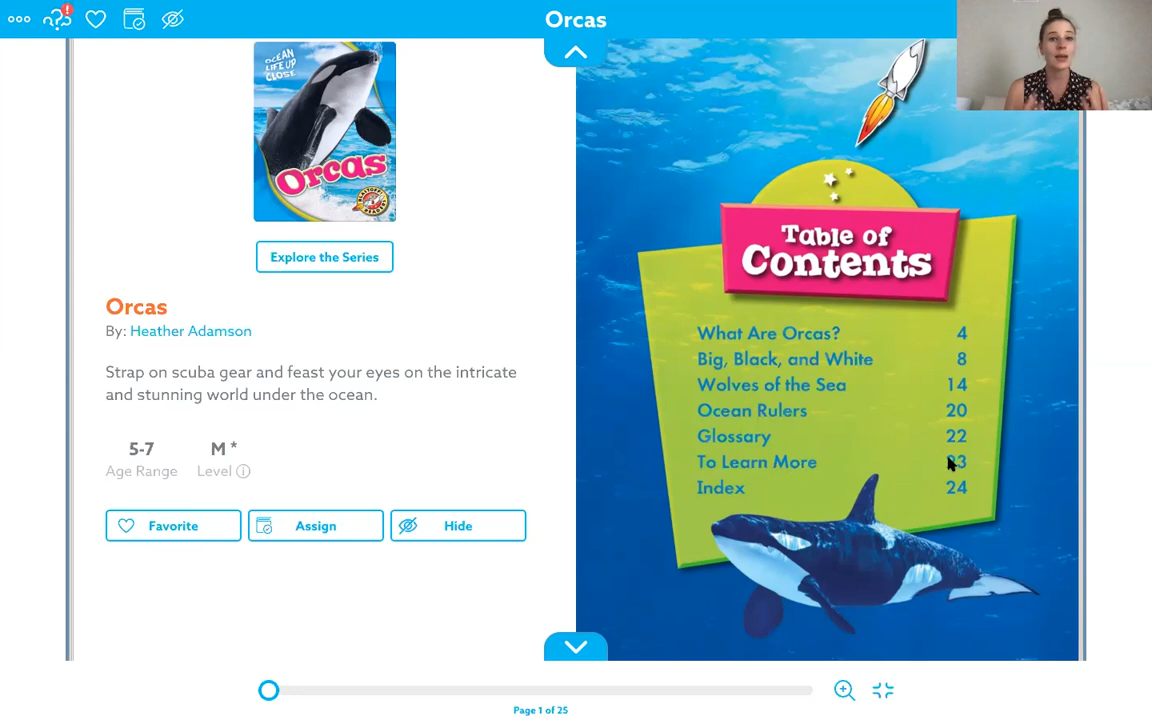 Orcas
OCEAN
LIFE UP
CLOSE
Orcas
Explore the Series
Orcas
By: Heather Adamson
Strap on scuba gear and feast your eyes on the intricate
and stunning world under the ocean.
5-7 M *
Age Range Level
Favorite Assign Hide
Table of
Contents
What Are Orcas? 4
Big, Black, and White 8
Wolves of the Sea 14
Ocean Rulers 20
Glossary 22
To Learn More
Index 24
Page 1 of 25